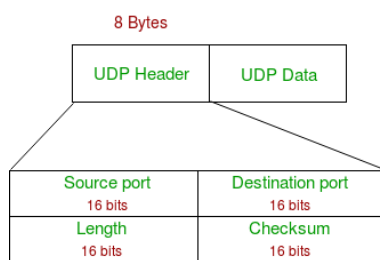 8 Bytes
UDP Header UDP Data
Source port Destination port
16 bits 16 bits
Length Checksum
16 bits 16 bits